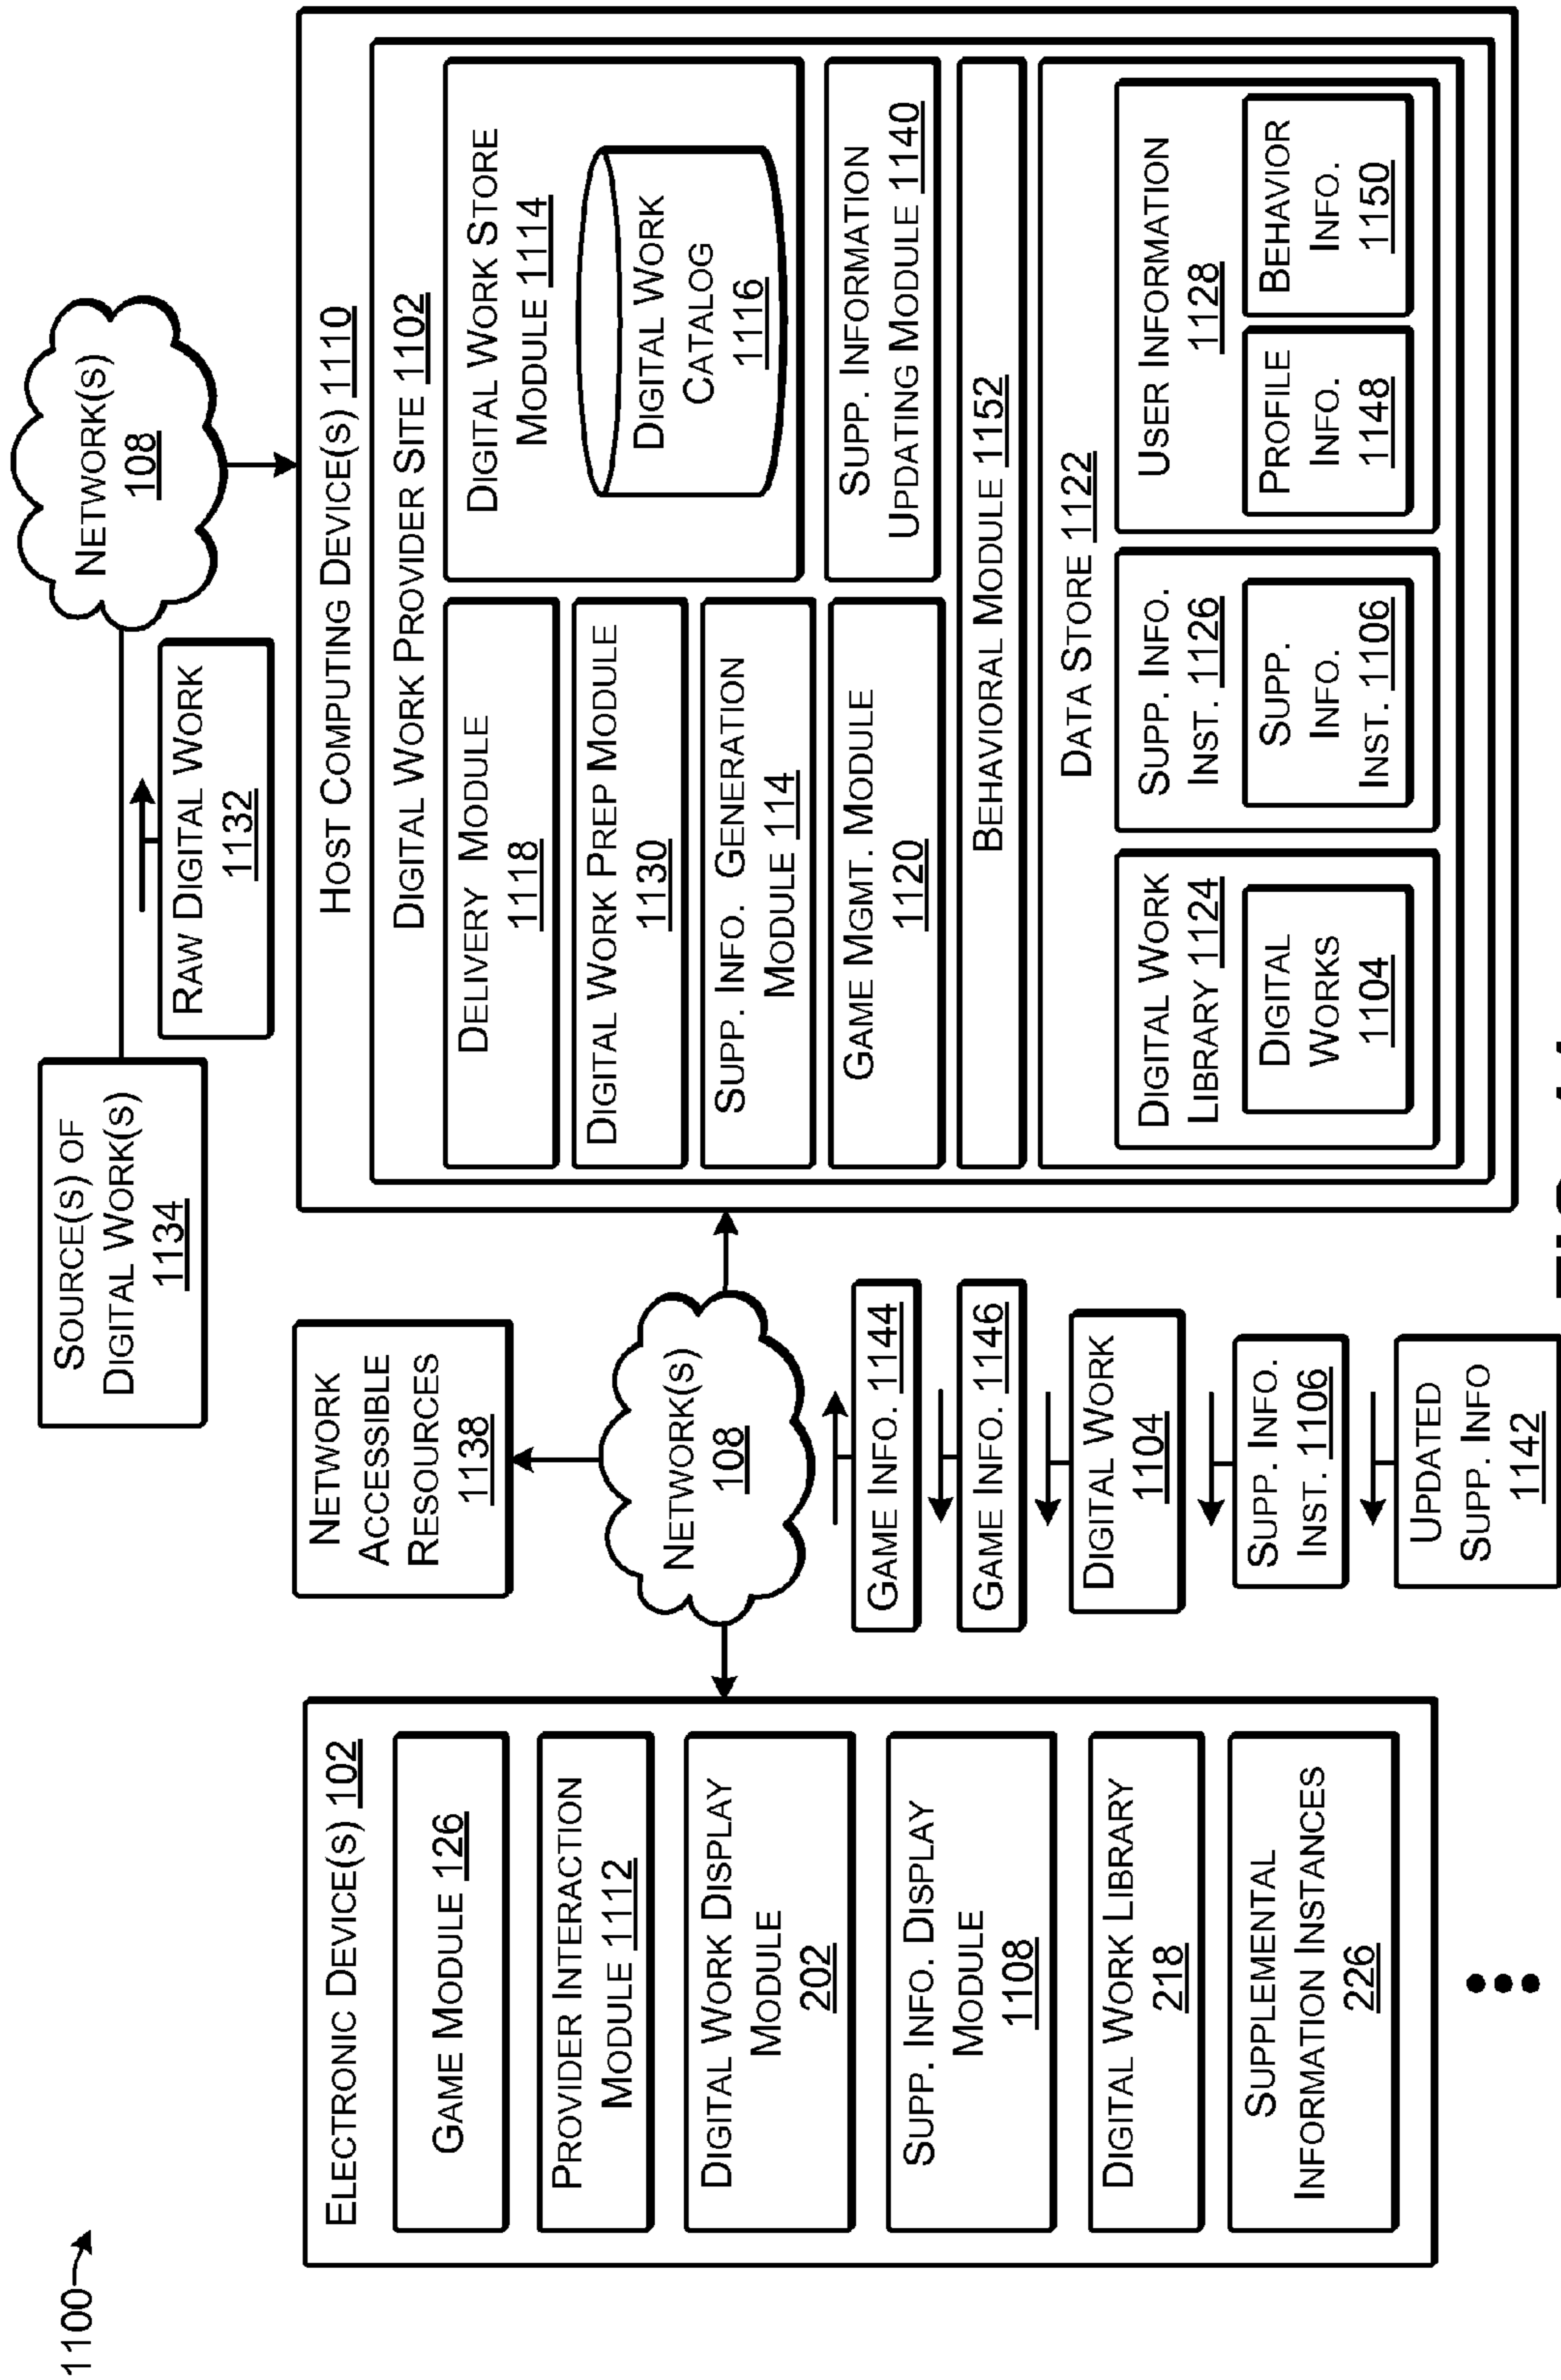 1100
SOURCE(S) OF
DIGITAL WORK(S)
1134
RAW DIGITAL WORK
1132
NETWORK(S)
108
ELECTRONIC DEVICE(S) 102
GAME MODULE 126
PROVIDER INTERACTION
MODULE 1112
DIGITAL WORK DISPLAY
MODULE
202
SUPP. INFO. DISPLAY
MODULE
1108
DIGITAL WORK LIBRARY
218
SUPPLEMENTAL
INFORMATION INSTANCES
226
NETWORK
ACCESSIBLE
RESOURCES
1138
NETWORK(S)
108
GAME INFO. 1144
GAME INFO. 1146
DIGITAL WORK
1104
SUPP. INFO.
INST. 1106
UPDATED
SUPP. INFO
1142
HOST COMPUTING DEVICE(S) 1110
DIGITAL WORK PROVIDER SITE 1102
DELIVERY MODULE
1118
DIGITAL WORK PREP MODULE
1130
SUPP. INFO. GENERATION
MODULE 114
GAME MGMT. MODULE
1120
DIGITAL WORK STORE
MODULE 1114
DIGITAL WORK
CATALOG
1116
SUPP. INFORMATION
UPDATING MODULE 1140
BEHAVIORAL MODULE 1152
DATA STORE 1122
DIGITAL WORK
LIBRARY 1124
DIGITAL
WORKS
1104
SUPP. INFO.
INST. 1126
SUPP.
INFO.
INST. 1106
USER INFORMATION
1128
PROFILE
INFO.
1148
BEHAVIOR
INFO.
1150